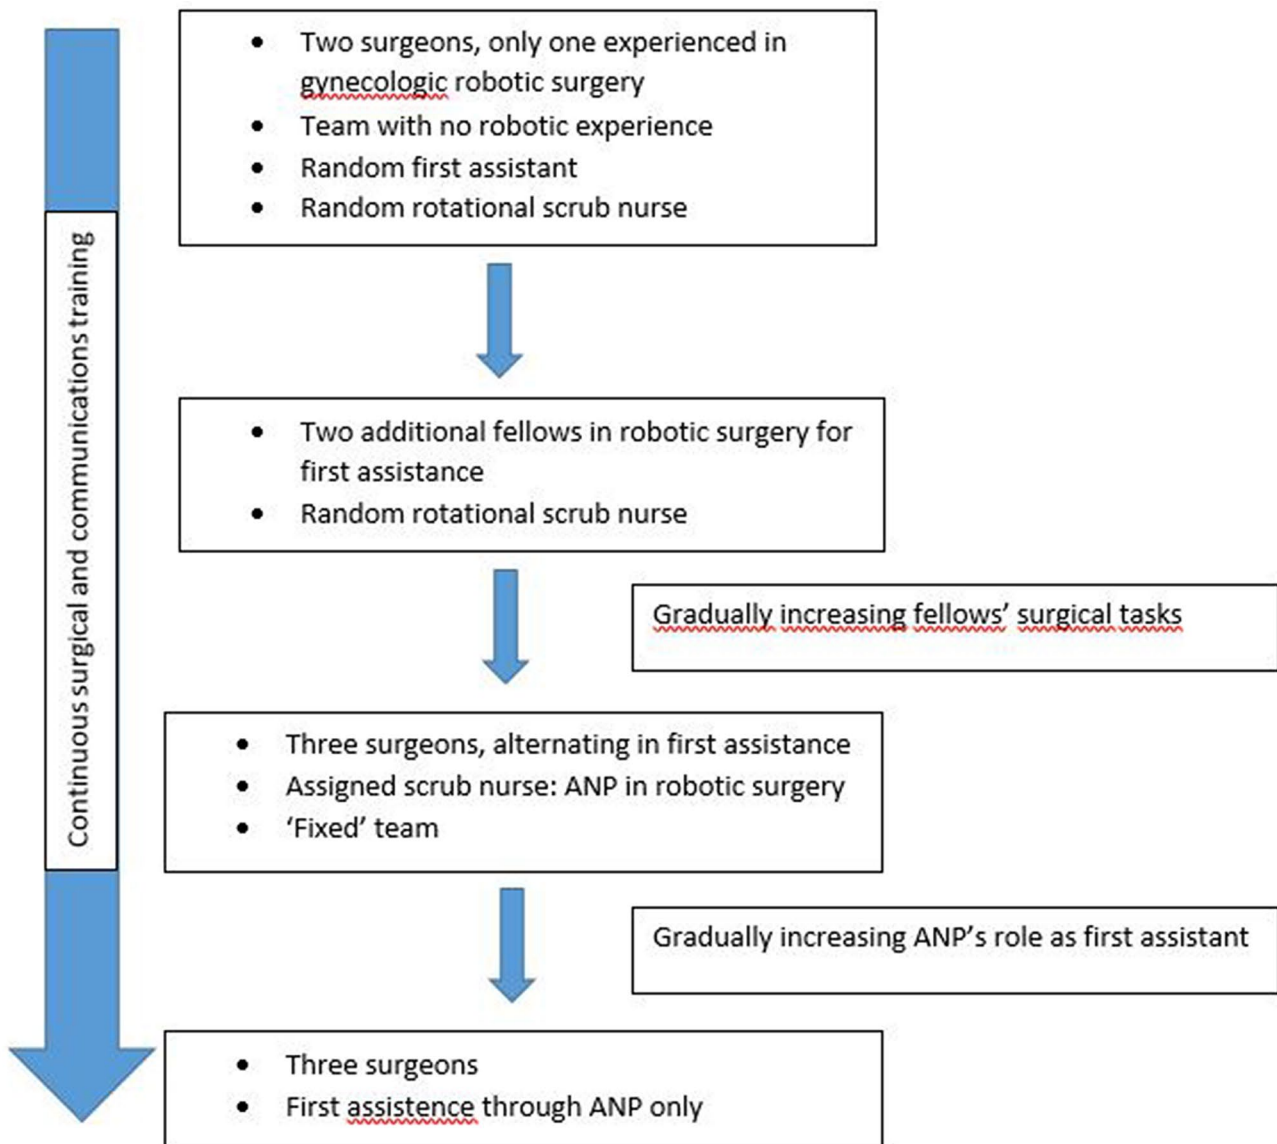 • Two surgeons, only one experienced in
gynecologic robotic surgery
• Team with no robotic experience
• Random first assistant
• Random rotational scrub nurse
Continuous surgical and communications training
• Two additional fellows in robotic surgery for
first assistance
• Random rotational scrub nurse
Gradually increasing fellows’ surgical tasks
• Three surgeons, alternating in first assistance
• Assigned scrub nurse: ANP in robotic surgery
• ‘Fixed’ team
Gradually increasing ANP’s role as first assistant
• Three surgeons
• First assistence through ANP only